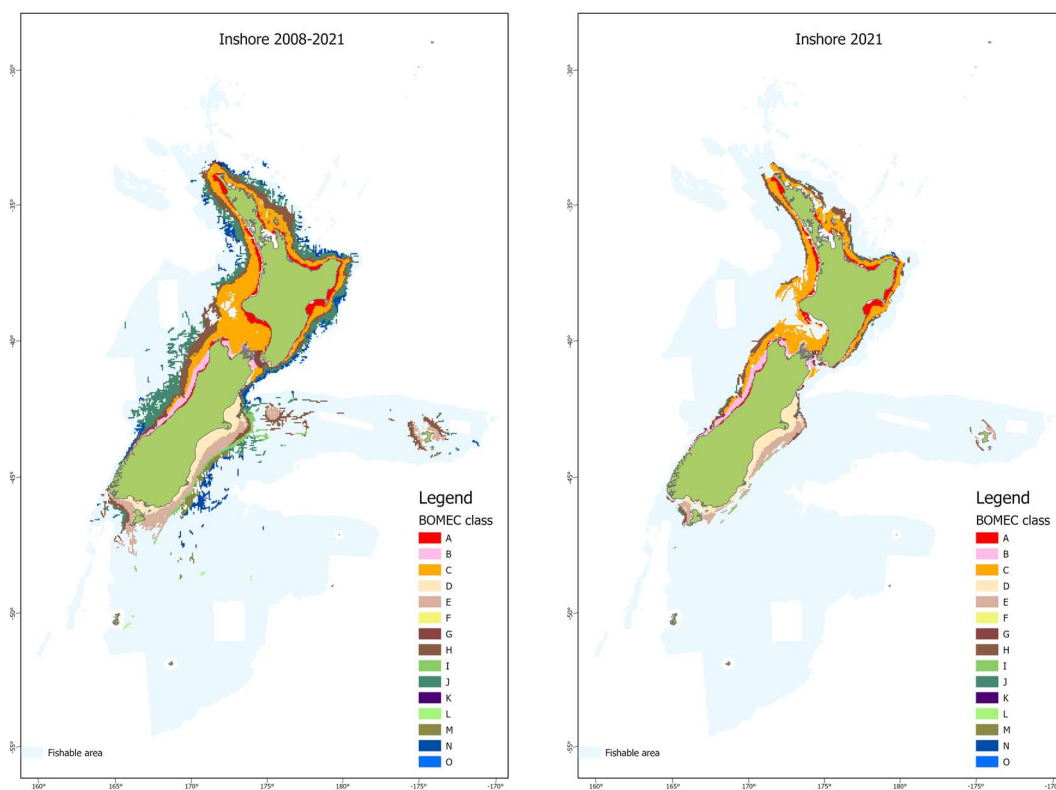 Inshore 2008-2021
-30°
-35°
-40°
-45°
-50°
-55°
Legend
BOMEC class
A
B
C
D
E
F
G
H
I
J
K
L
M
N
O
Fishable area
160°
165°
170°
175°
180°
-175°
-170°
Inshore 2021
-30°
-35°
-40°
-45°
-50°
-55°
Legend
BOMEC class
A
B
C
D
E
F
G
H
I
J
K
L
M
N
O
Fishable area
160°
165°
170°
175°
180°
-175°
-170°